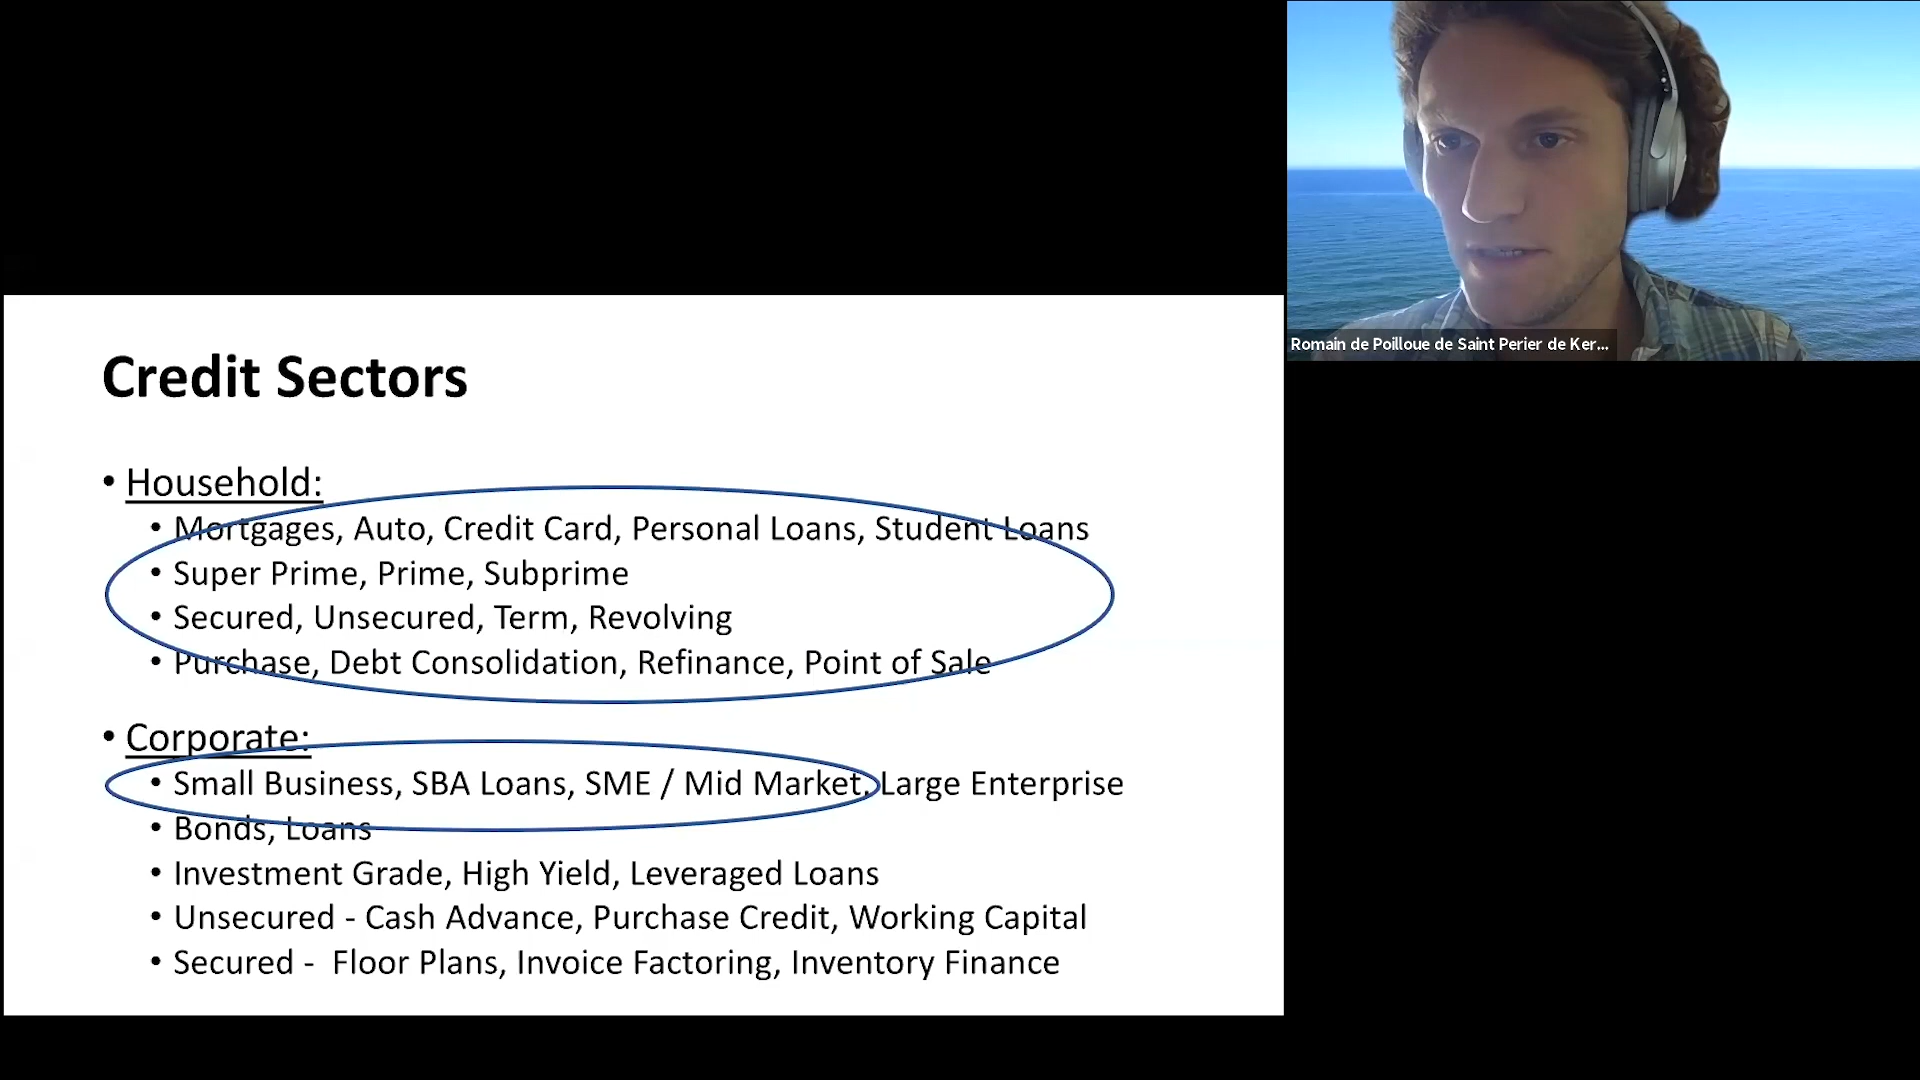 Romain de Poilloue de Saint Perier de Ker...
Credit Sectors
• Household:
• Mortgages, Auto, Credit Card, Personal Loans, Student Loans
• Super Prime, Prime, Subprime
• Secured, Unsecured, Term, Revolving
• Purchase, Debt Consolidation, Refinance, Point of Sale
• Corporate:
• Small Business, SBA Loans, SME / Mid Market, Large Enterprise
• Bonds, Loans
• Investment Grade, High Yield, Leveraged Loans
• Unsecured - Cash Advance, Purchase Credit, Working Capital
• Secured -  Floor Plans, Invoice Factoring, Inventory Finance